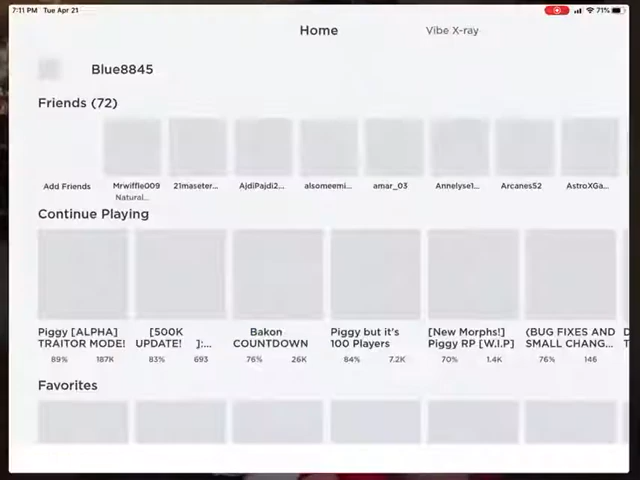 7:11 PM Tue Apr 21
71%
Home
Vibe X-ray
Blue8845
Friends (72)
Add Friends
Mrwiffle009
21maseter...
AjdiPajdi2...
alsomeemi...
amar_03
Annelyse1...
Arcanes52
AstroXGa...
Natural...
Continue Playing
Piggy [ALPHA]
TRAITOR MODE!
89% 187K
[500K
UPDATE! ]:...
83% 693
Bakon
COUNTDOWN
76% 26K
Piggy but it's
100 Players
84% 7.2K
[New Morphs!]
Piggy RP [W.I.P]
70% 1.4K
(BUG FIXES AND
SMALL CHANG...
76% 146
Favorites